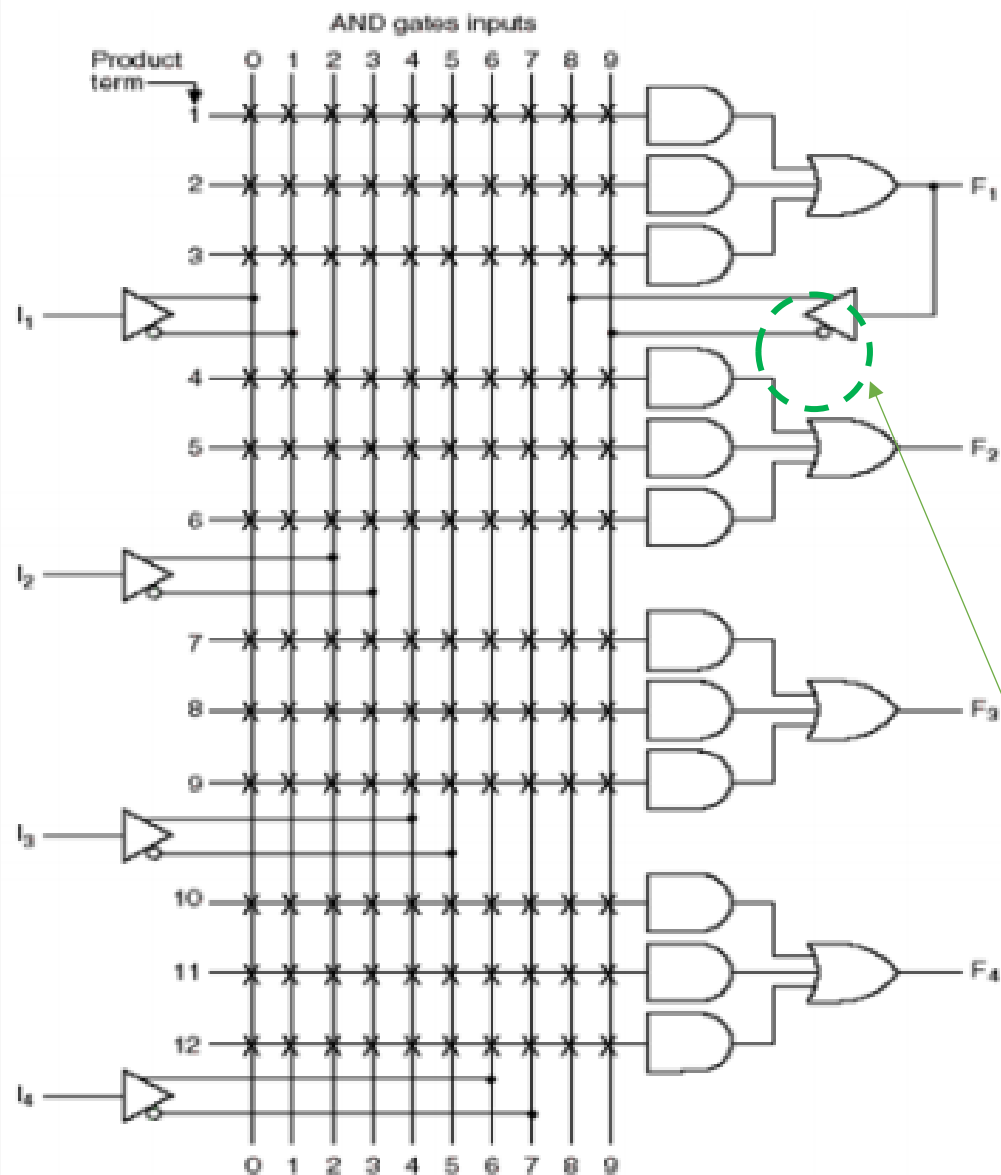 AND gates inputs
Product
term
0 1 2 3 4 5 6 7 8 9
1
2
F₁
3
I₁
4
5
F₂
6
I₂
7
8
F₃
9
I₃
10
11
F₄
12
I₄
0 1 2 3 4 5 6 7 8 9